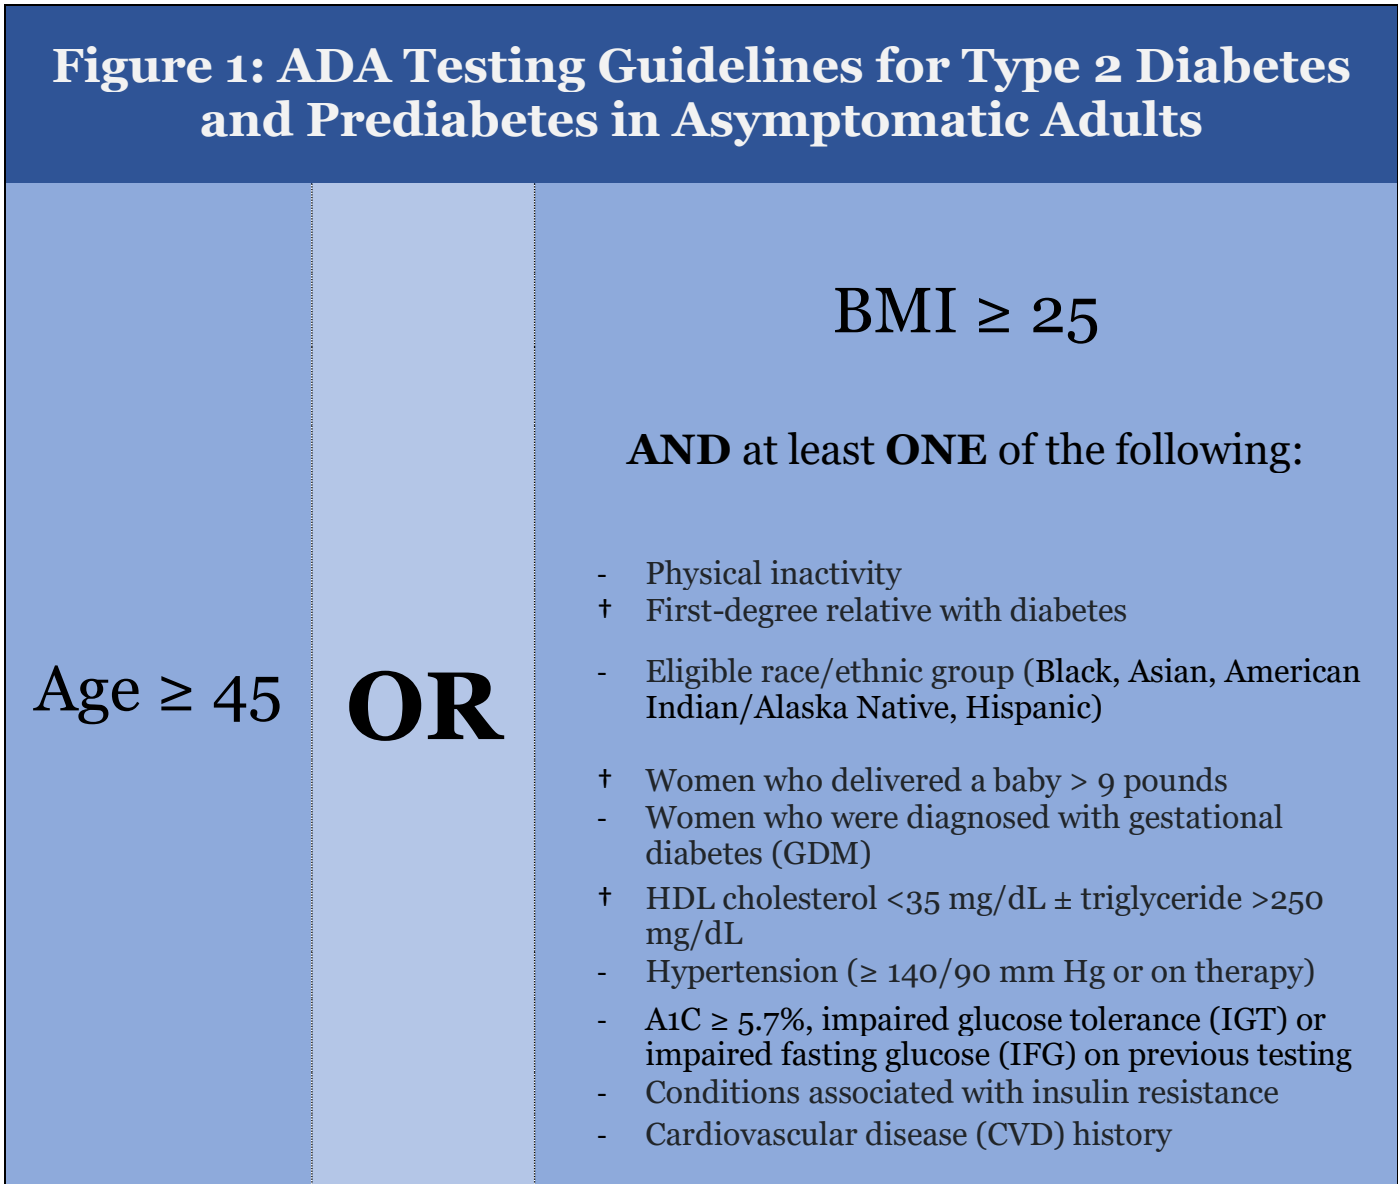 Figure 1: ADA Testing Guidelines for Type 2 Diabetes
and Prediabetes in Asymptomatic Adults
Age ≥ 45
OR
BMI ≥ 25
AND at least ONE of the following:
- Physical inactivity
† First-degree relative with diabetes
- Eligible race/ethnic group (Black, Asian, American
Indian/Alaska Native, Hispanic)
† Women who delivered a baby > 9 pounds
- Women who were diagnosed with gestational
diabetes (GDM)
† HDL cholesterol <35 mg/dL ± triglyceride >250
mg/dL
- Hypertension (≥ 140/90 mm Hg or on therapy)
- A1C ≥ 5.7%, impaired glucose tolerance (IGT) or
impaired fasting glucose (IFG) on previous testing
- Conditions associated with insulin resistance
- Cardiovascular disease (CVD) history